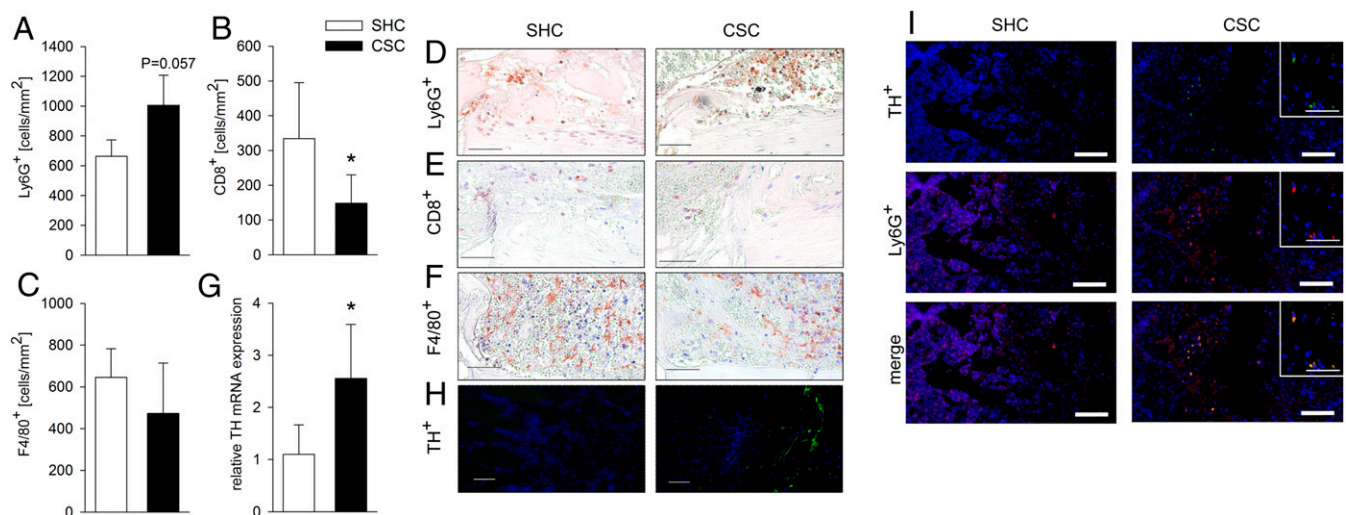 A
Ly6G+ [cells/mm2]
1400
1200
1000
800
600
400
200
0
P=0.057
B
SHC
CSC
CD8+ [cells/mm2]
600
500
400
300
200
100
0
*
C
F4/80+ [cells/mm2]
1000
800
600
400
200
0
G
relative TH mRNA expression
4
3
2
1
0
*
SHC
CSC
D
Ly6G+
E
CD8+
F
F4/80+
H
TH+
I
SHC
CSC
TH+
Ly6G+
merge